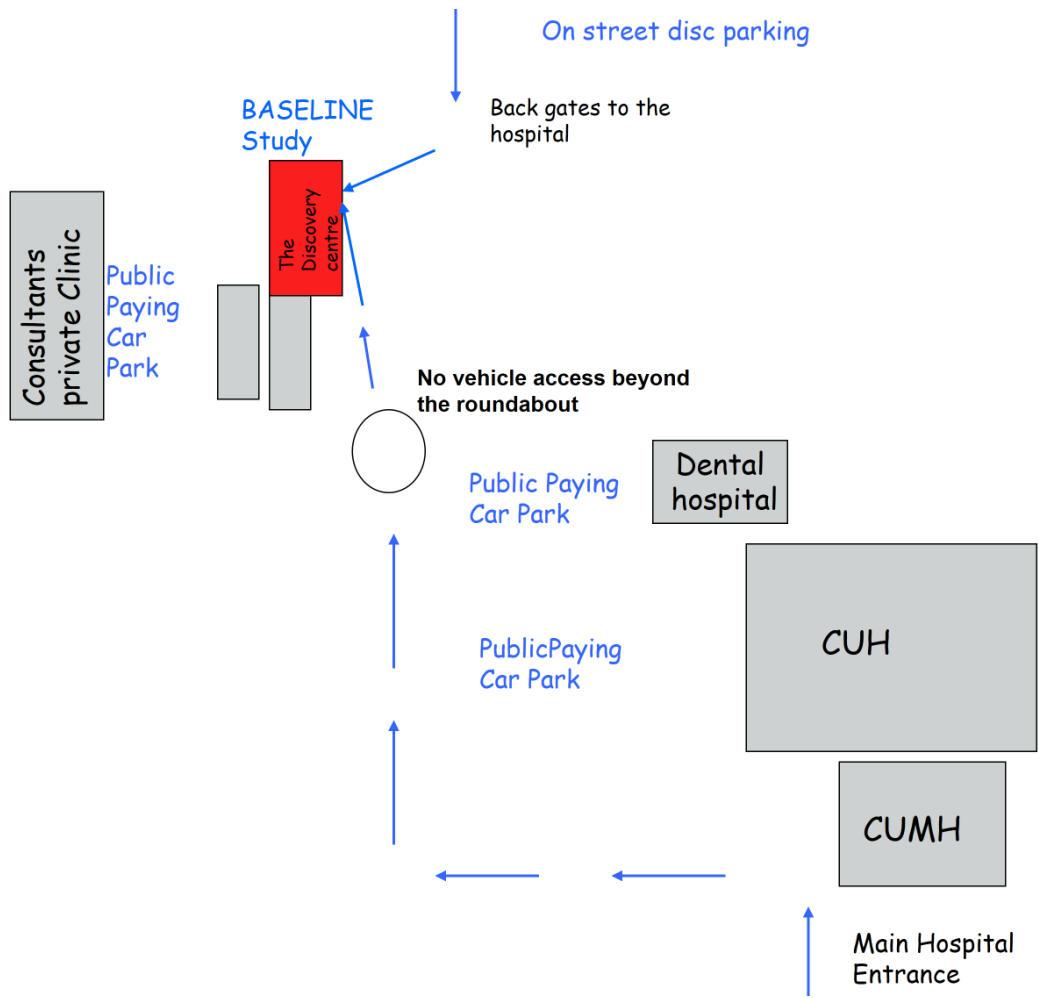 On street disc parking
Back gates to the
hospital
BASELINE
Study
The
Discovery
centre
Consultants
private Clinic
Public
Paying
Car
Park
No vehicle access beyond
the roundabout
Public Paying
Car Park
Dental
hospital
PublicPaying
Car Park
CUH
CUMH
Main Hospital
Entrance